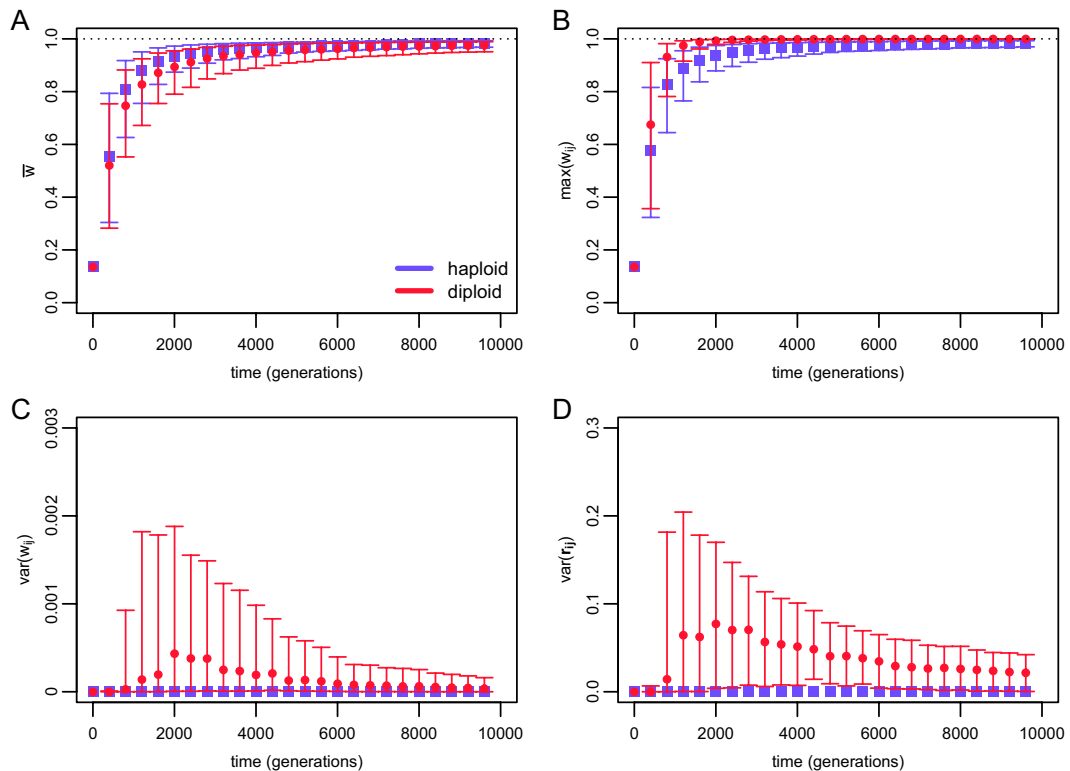 A
1.0
0.8
0.6
0.4
0.2
0.0
w̅
haploid
diploid
0 2000 4000 6000 8000 10000
time (generations)
B
1.0
0.8
0.6
0.4
0.2
0.0
max(wij)
0 2000 4000 6000 8000 10000
time (generations)
C
0.003
0.002
0.001
0
var(wij)
0 2000 4000 6000 8000 10000
time (generations)
D
0.3
0.2
0.1
0.0
var(rij)
0 2000 4000 6000 8000 10000
time (generations)